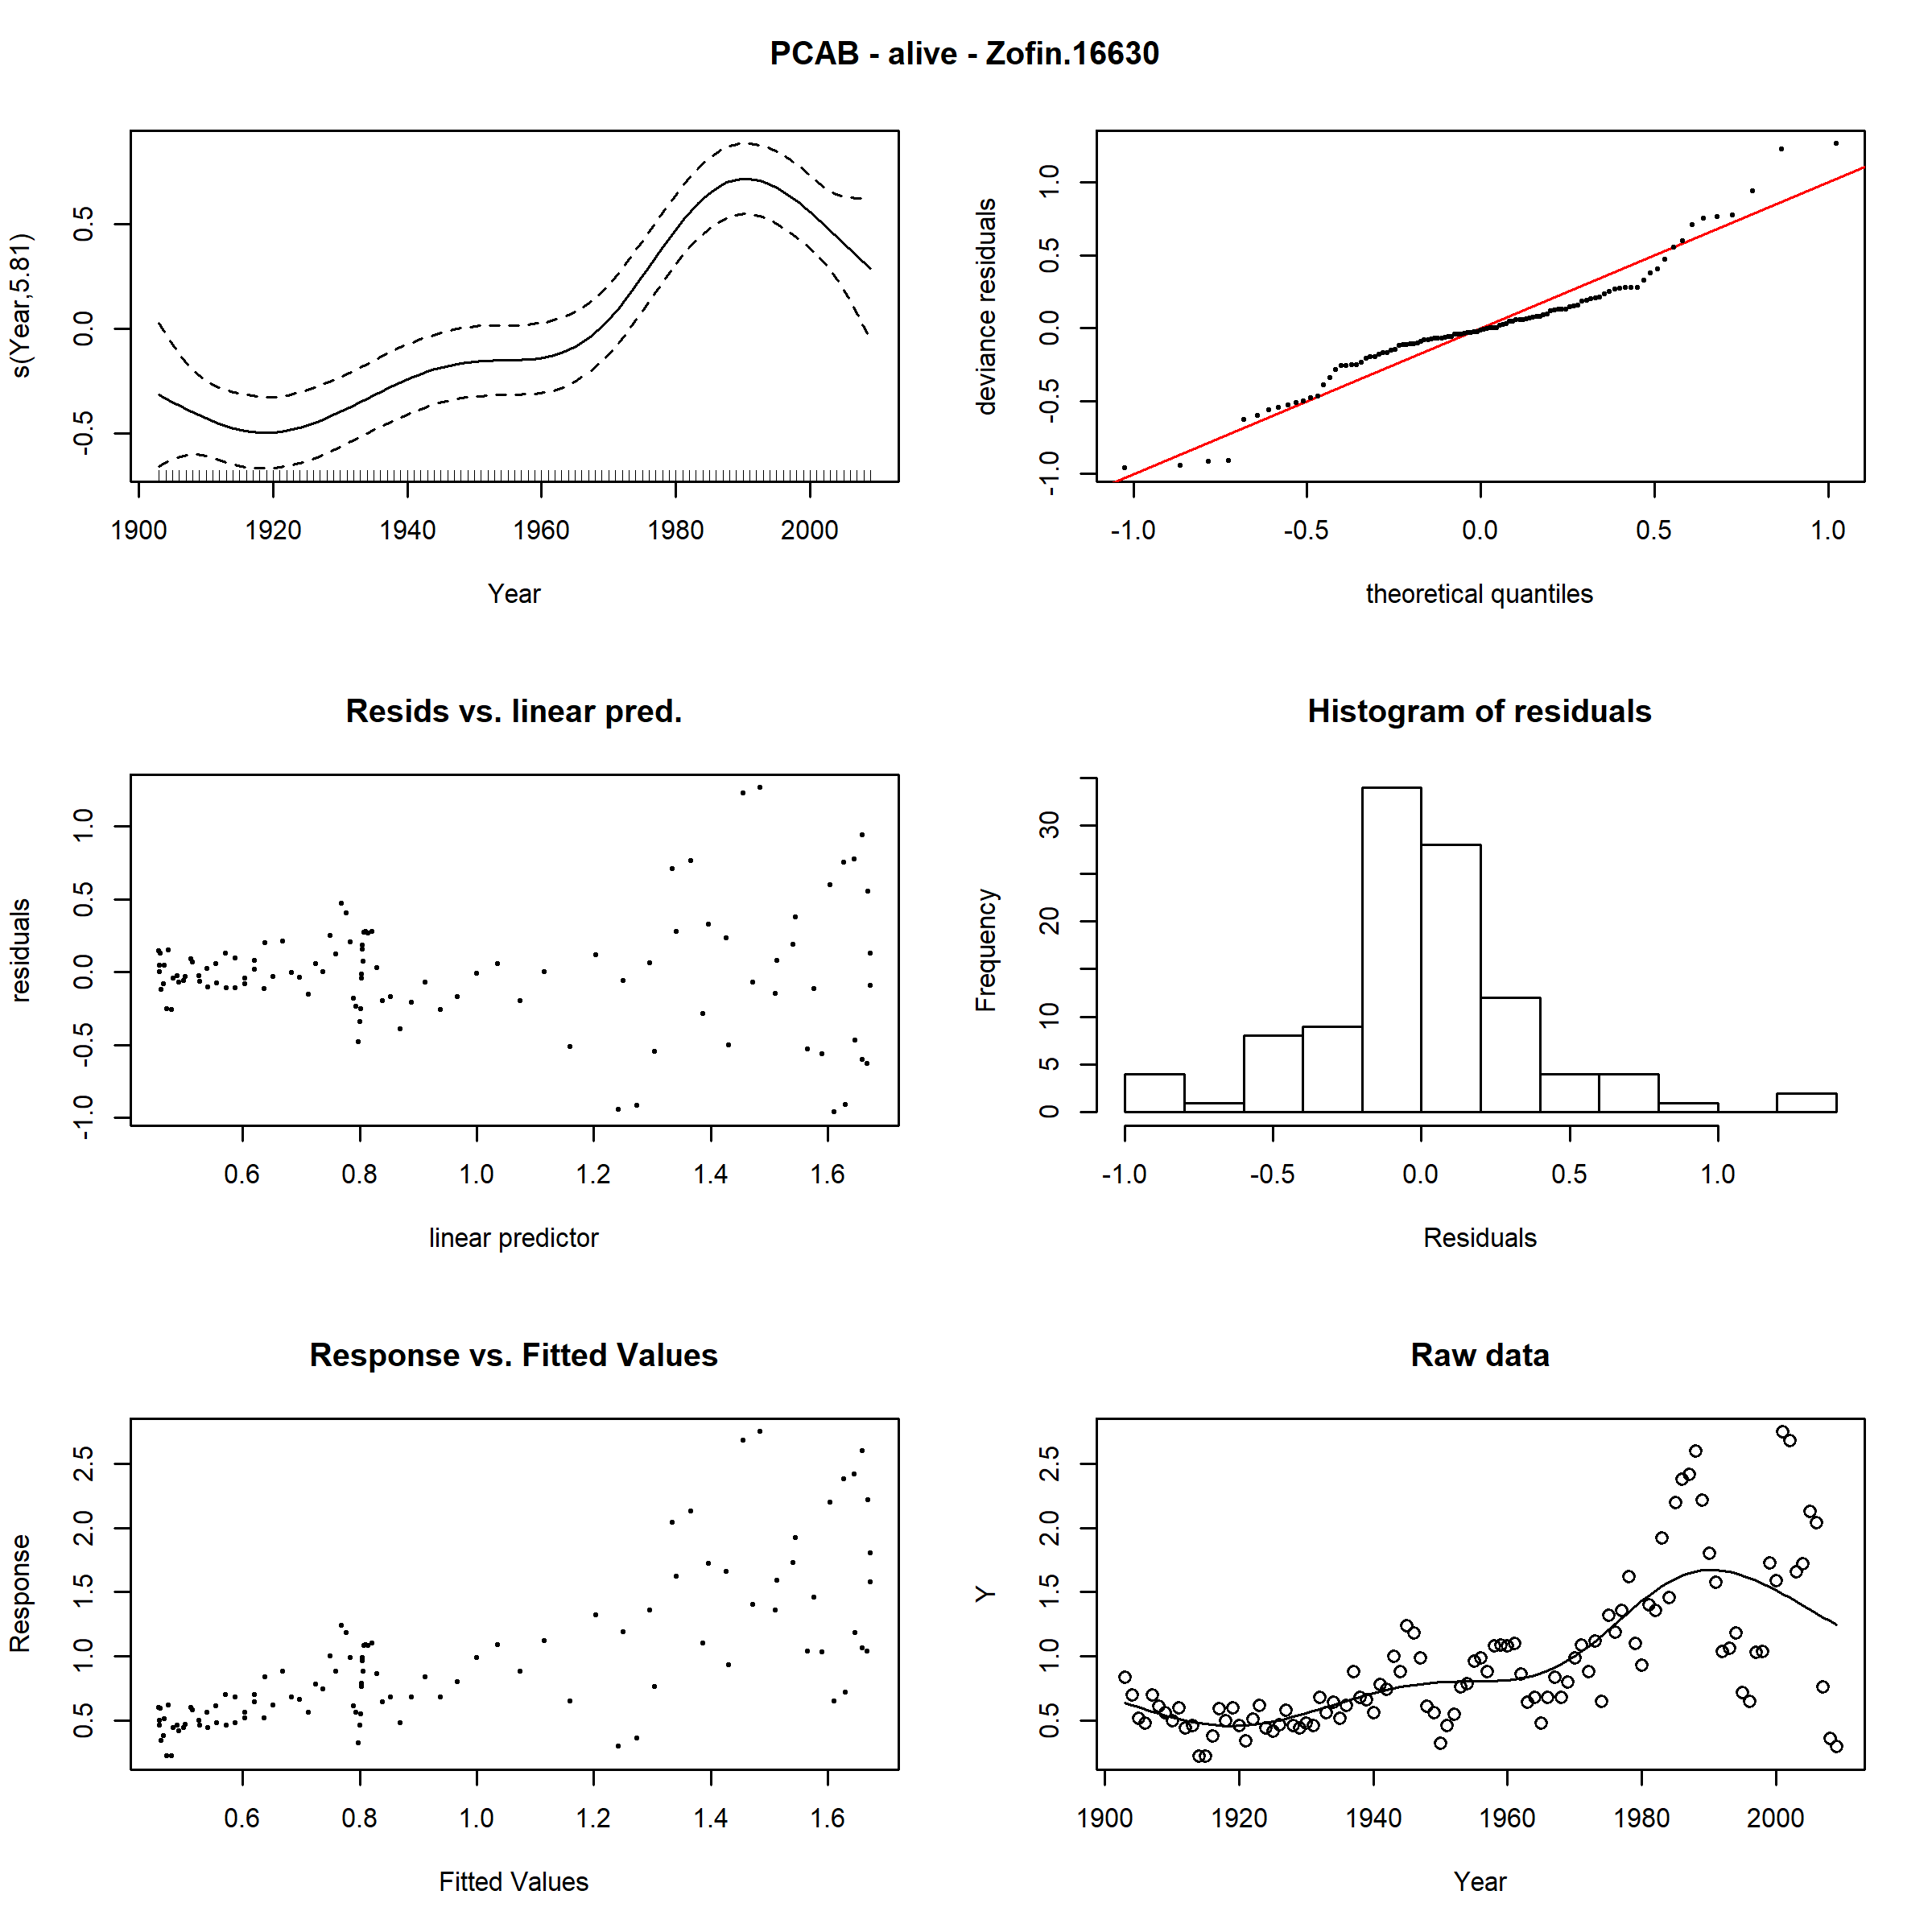 PCAB - alive - Zofin.16630
s(Year,5.81)
-0.5 0.0 0.5
1900 1920 1940 1960 1980 2000
Year
deviance residuals
-1.0 -0.5 0.0 0.5 1.0
-1.0 -0.5 0.0 0.5 1.0
theoretical quantiles
Resids vs. linear pred.
residuals
-1.0 -0.5 0.0 0.5 1.0
0.6 0.8 1.0 1.2 1.4 1.6
linear predictor
Histogram of residuals
Frequency
0 5 10 20 30
-1.0 -0.5 0.0 0.5 1.0
Residuals
Response vs. Fitted Values
Response
0.5 1.0 1.5 2.0 2.5
0.6 0.8 1.0 1.2 1.4 1.6
Fitted Values
Raw data
Y
0.5 1.0 1.5 2.0 2.5
1900 1920 1940 1960 1980 2000
Year